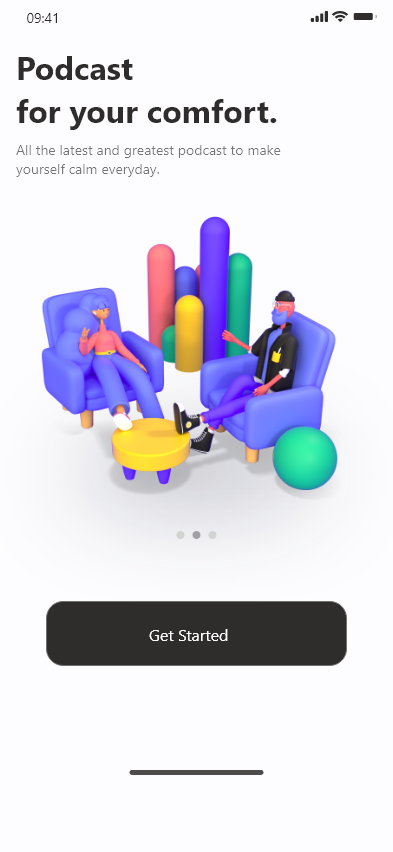 09:41
Podcast
for your comfort.
All the latest and greatest podcast to make
yourself calm everyday.
Get Started